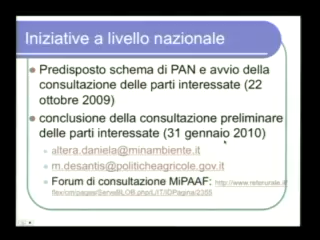 Iniziative a livello nazionale
Predisposto schema di PAN e avvio della
consultazione delle parti interessate (22
ottobre 2009)
conclusione della consultazione preliminare
delle parti interessate (31 gennaio 2010)
altera.daniela@minambiente.it
m.desantis@politicheagricole.gov.it
Forum di consultazione MiPAAF: http://www.reterurale.it/
flex/cm/pages/ServeBLOB.php/L/IT/IDPagina/2355